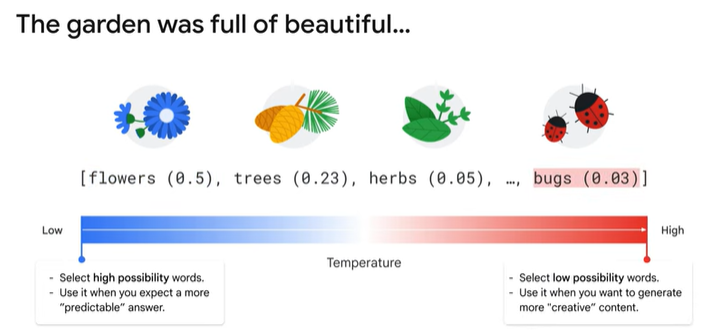 The garden was full of beautiful...
[flowers (0.5), trees (0.23), herbs (0.05), …, bugs (0.03)]
Low
High
Temperature
- Select high possibility words.
- Use it when you expect a more
"predictable" answer.
- Select low possibility words.
- Use it when you want to generate
more "creative" content.